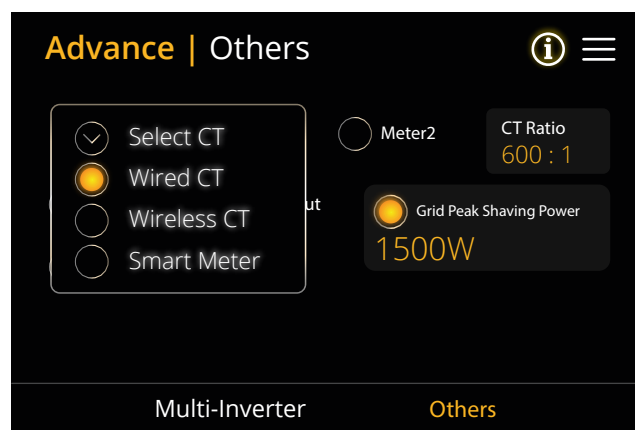 Advance | Others
Select CT
Wired CT
Wireless CT
Smart Meter
ut
Meter2
CT Ratio
600 : 1
Grid Peak Shaving Power
1500W
Multi-Inverter
Others